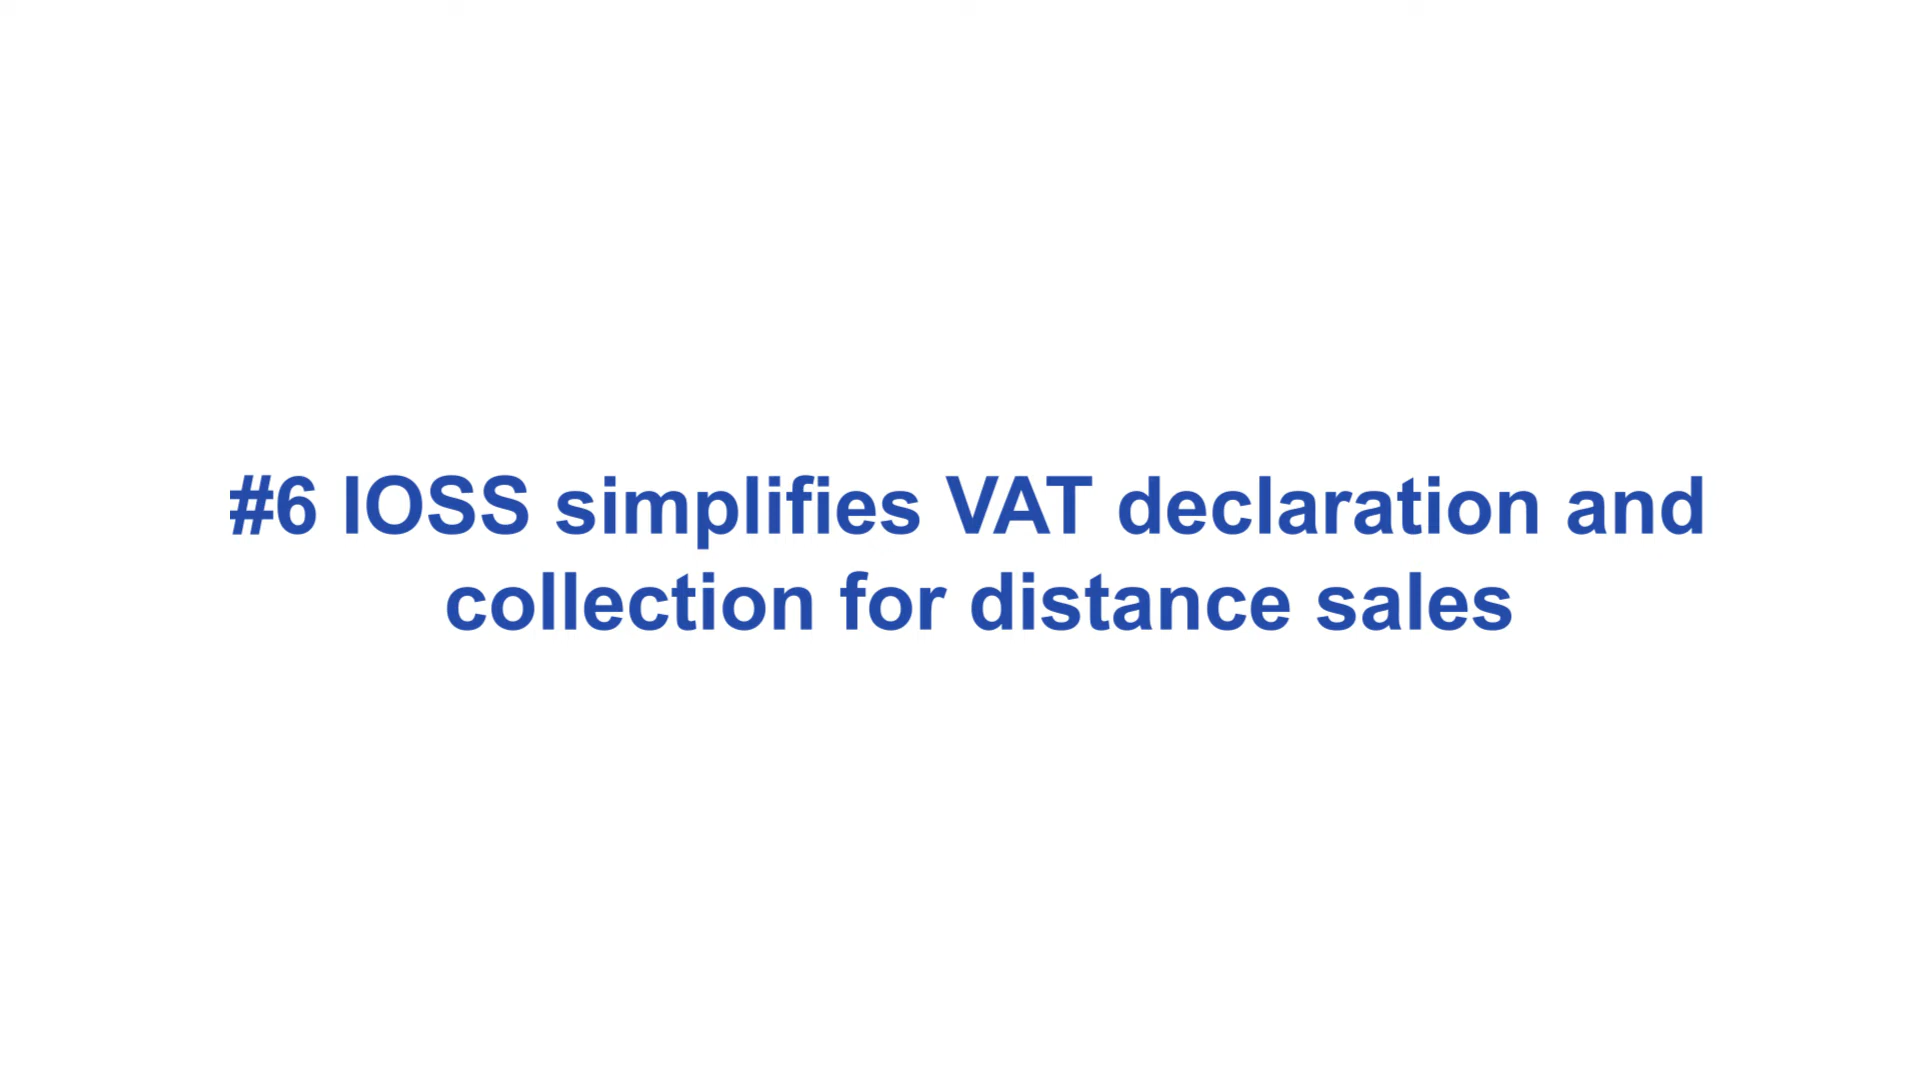 #6 IOSS simplifies VAT declaration and
collection for distance sales